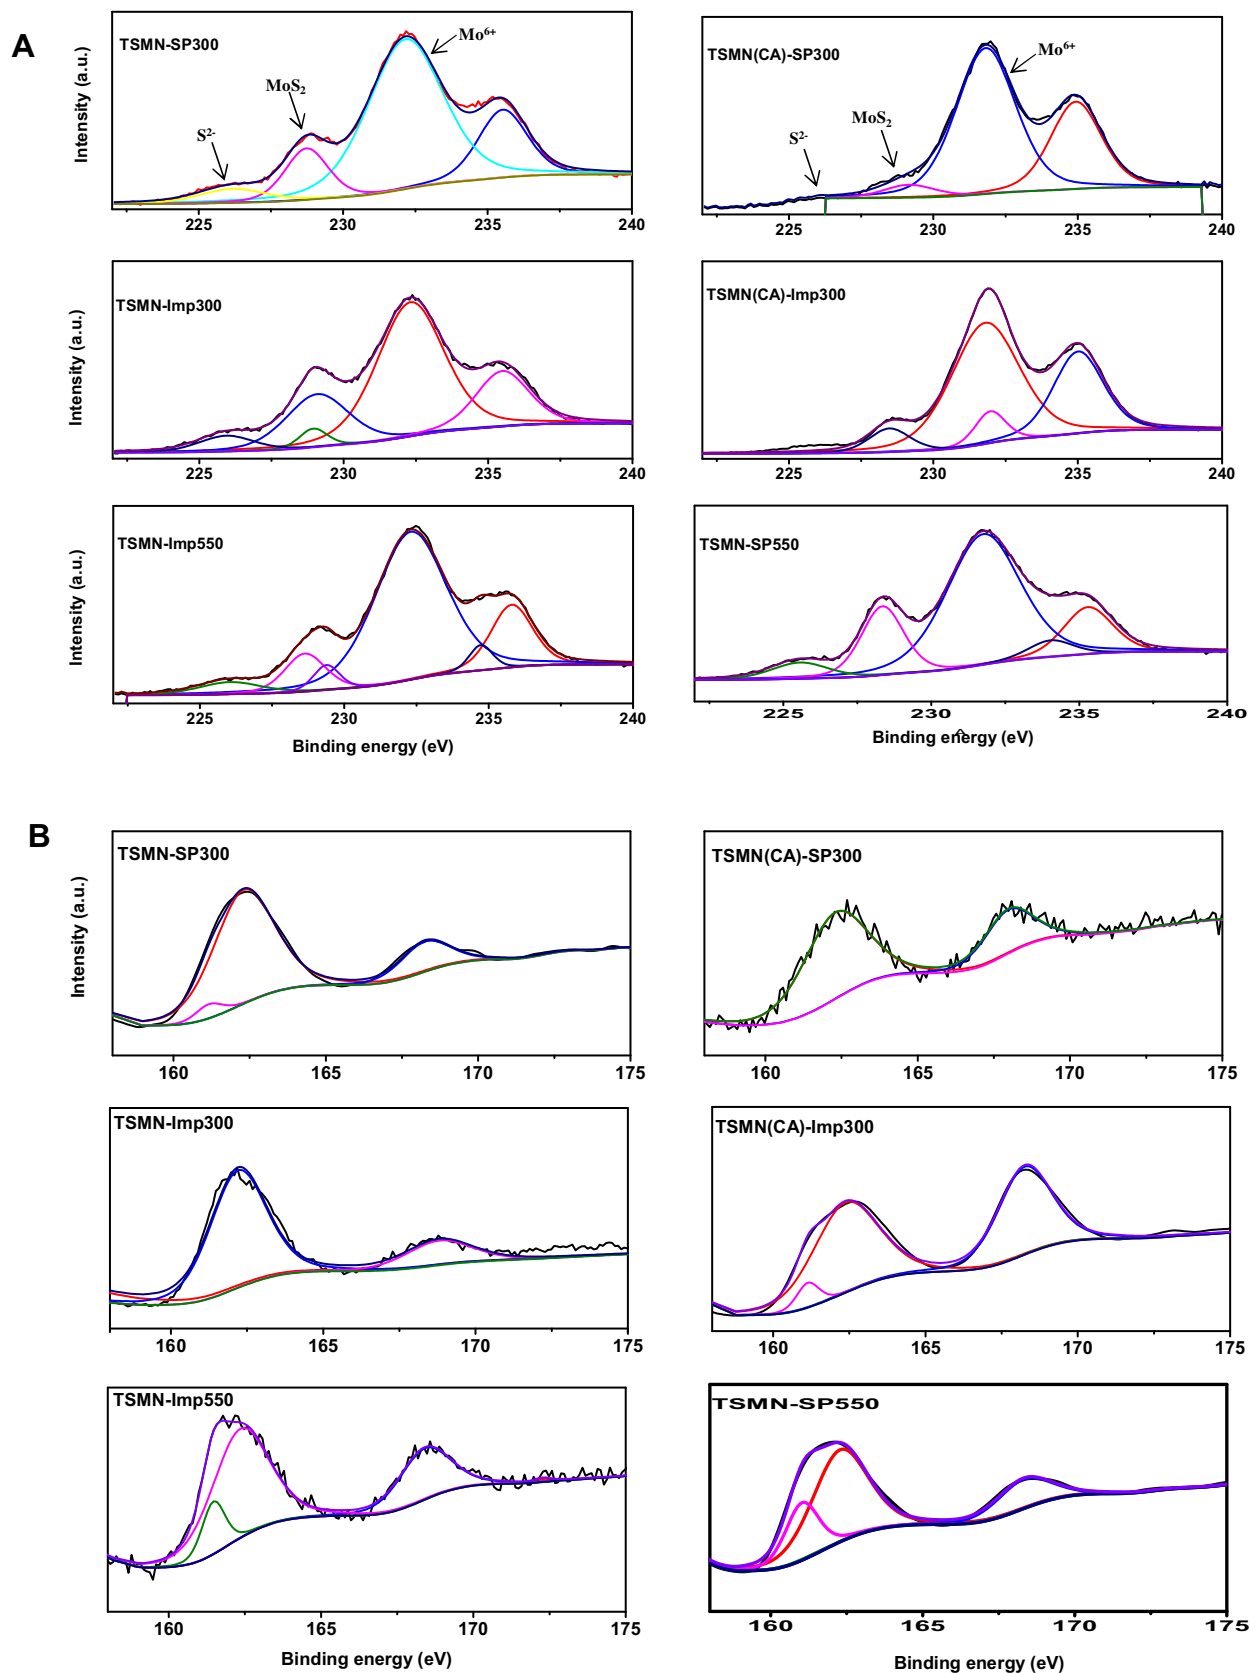 A
TSMN-SP300
S2-
MoS2
Mo6+
Intensity (a.u.)
225 230 235 240
TSMN(CA)-SP300
S2-
MoS2
Mo6+
225 230 235 240
TSMN-Imp300
Intensity (a.u.)
225 230 235 240
TSMN(CA)-Imp300
225 230 235 240
TSMN-Imp550
Intensity (a.u.)
225 230 235 240
Binding energy (eV)
TSMN-SP550
225 230 235 240
Binding energy (eV)
B
TSMN-SP300
Intensity (a.u.)
160 165 170 175
TSMN(CA)-SP300
160 165 170 175
TSMN-Imp300
160 165 170 175
TSMN(CA)-Imp300
160 165 170 175
TSMN-Imp550
160 165 170 175
Binding energy (eV)
TSMN-SP550
160 165 170 175
Binding energy (eV)